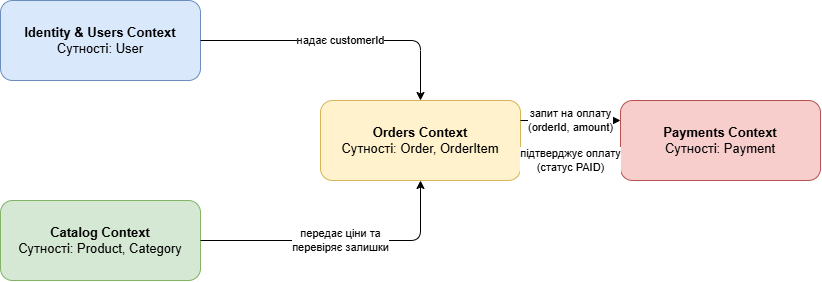 Identity & Users Context
Сутності: User
надає customerId
Orders Context
Сутності: Order, OrderItem
запит на оплату
(orderId, amount)
підтверджує оплату
(статус PAID)
Payments Context
Сутності: Payment
Catalog Context
Сутності: Product, Category
передає ціни та
перевіряє залишки